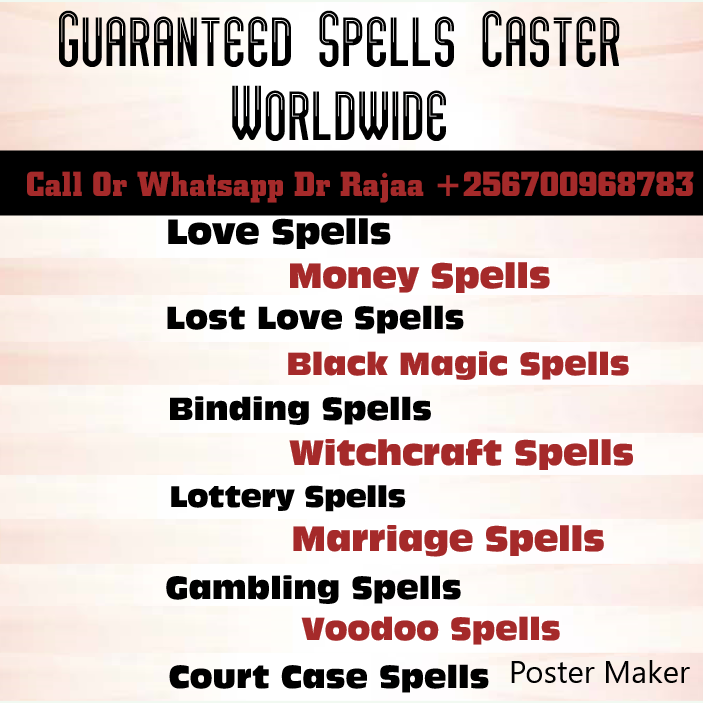 Guaranteed Spells Caster
Worldwide
Call Or Whatsapp Dr Rajaa +256700968783
Love Spells
Money Spells
Lost Love Spells
Black Magic Spells
Binding Spells
Witchcraft Spells
Lottery Spells
Marriage Spells
Gambling Spells
Voodoo Spells
Court Case Spells
Poster Maker